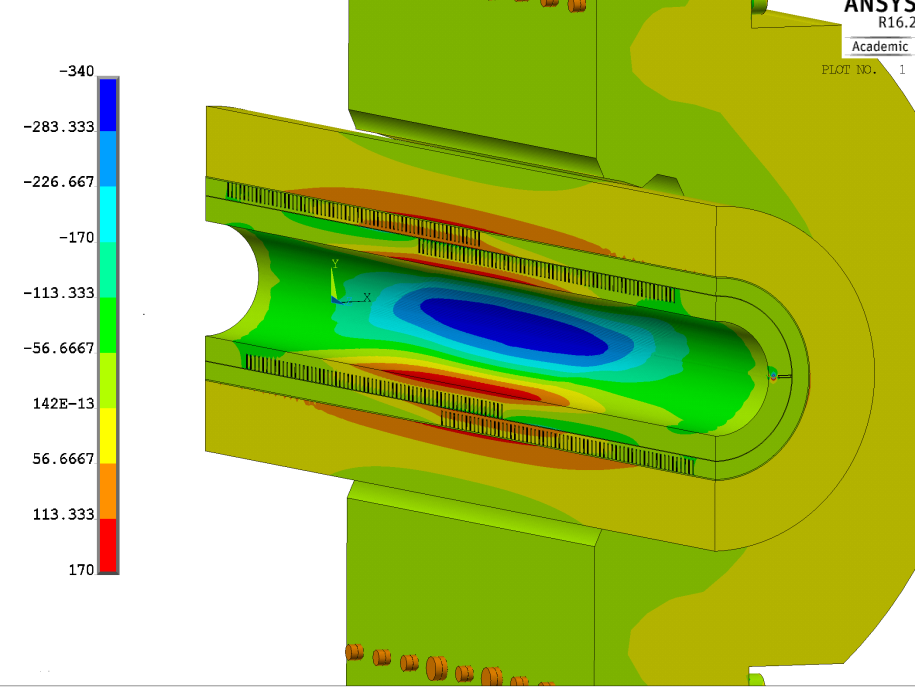 ANSYS
R16.2
Academic
PLOT NO. 1
-340
-283.333
-226.667
-170
-113.333
-56.6667
142E-13
56.6667
113.333
170
Y
X